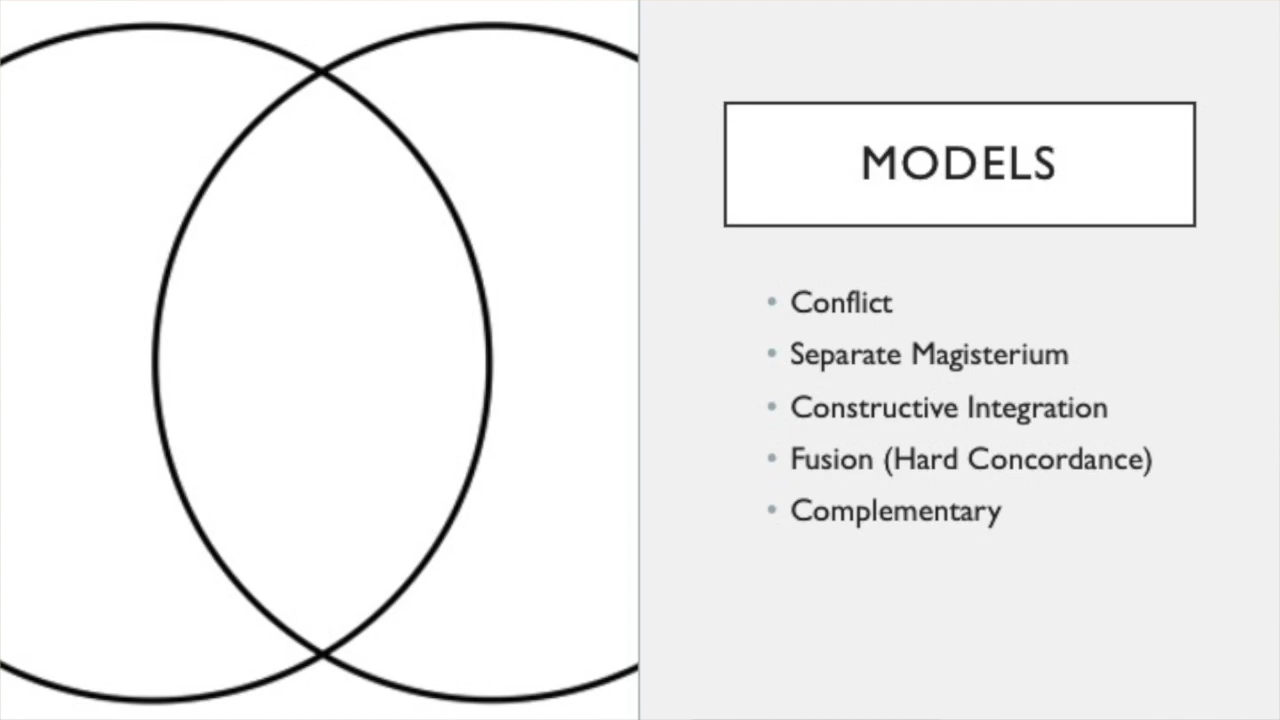 MODELS
• Conflict
• Separate Magisterium
• Constructive Integration
• Fusion (Hard Concordance)
• Complementary